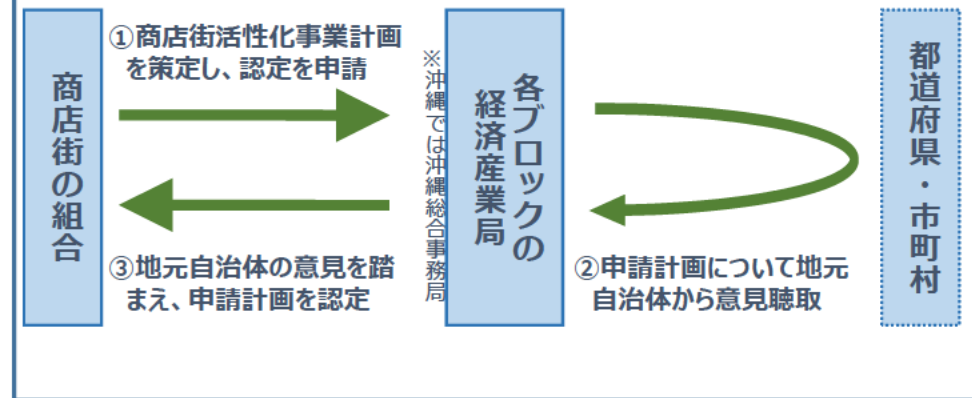 商店街の組合
①商店街活性化事業計画
を策定し、認定を申請
③地元自治体の意見を踏
まえ、申請計画を認定
※沖縄では沖縄総合事務局
各ブロックの
経済産業局
②申請計画について地元
自治体から意見聴取
都道府県・市町村